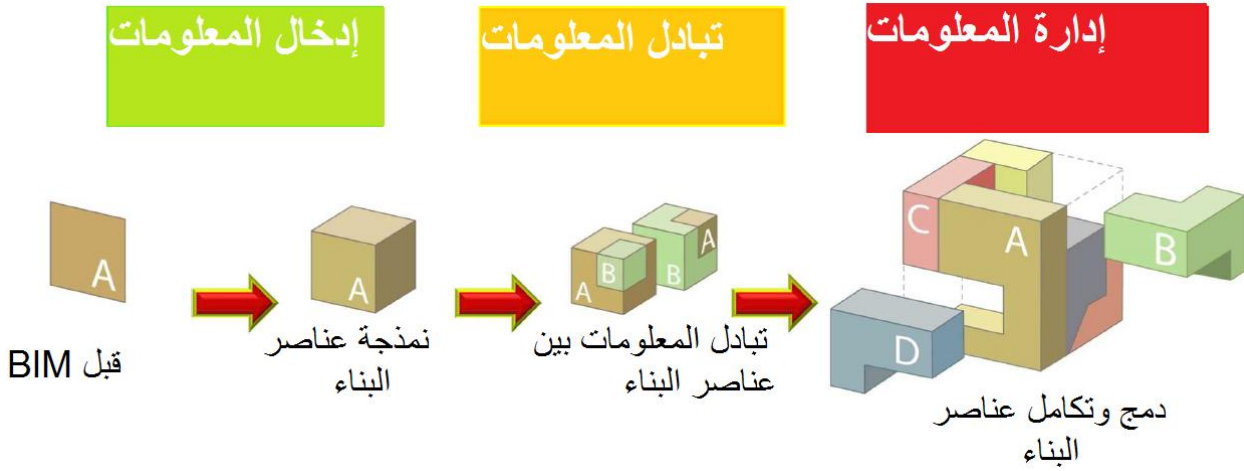 إدخال المعلومات
تبادل المعلومات
إدارة المعلومات
A
A
A
B
B
A
C
A
B
D
قبل BIM
نمذجة عناصر
البناء
تبادل المعلومات بين
عناصر البناء
دمج وتكامل عناصر
البناء